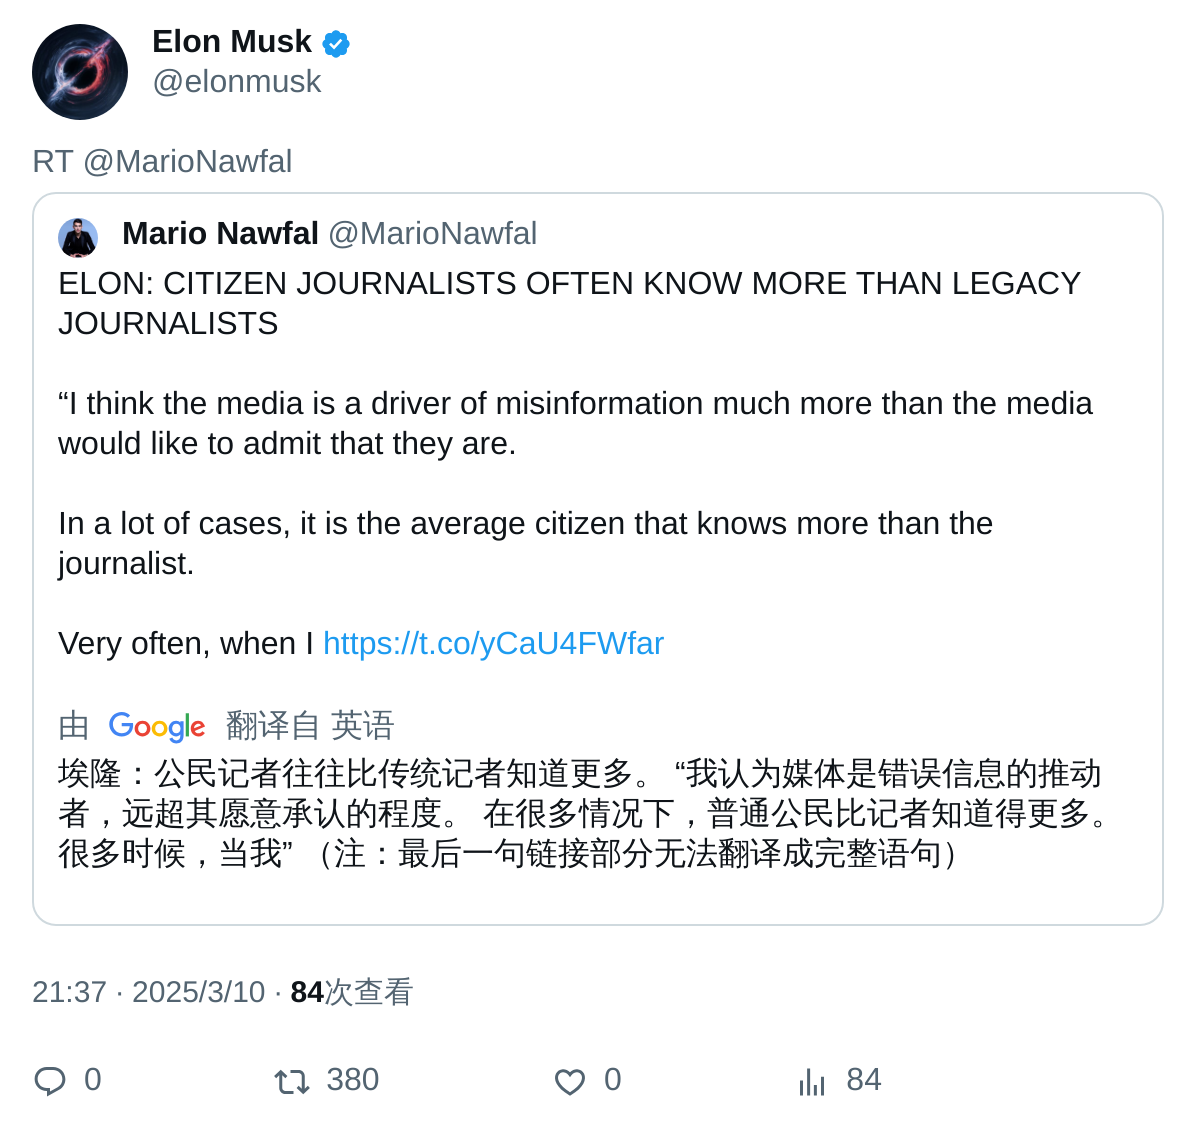 Elon Musk
@elonmusk
RT @MarioNawfal
Mario Nawfal @MarioNawfal
ELON: CITIZEN JOURNALISTS OFTEN KNOW MORE THAN LEGACY
JOURNALISTS
“I think the media is a driver of misinformation much more than the media
would like to admit that they are.
In a lot of cases, it is the average citizen that knows more than the
journalist.
Very often, when I https://t.co/yCaU4FWfar
由 Google 翻译自 英语
埃隆：公民记者往往比传统记者知道更多。 “我认为媒体是错误信息的推动
者，远超其愿意承认的程度。 在很多情况下，普通公民比记者知道得更多。
很多时候，当我” （注：最后一句链接部分无法翻译成完整语句）
21:37 · 2025/3/10 · 84次查看
0 380 0 84